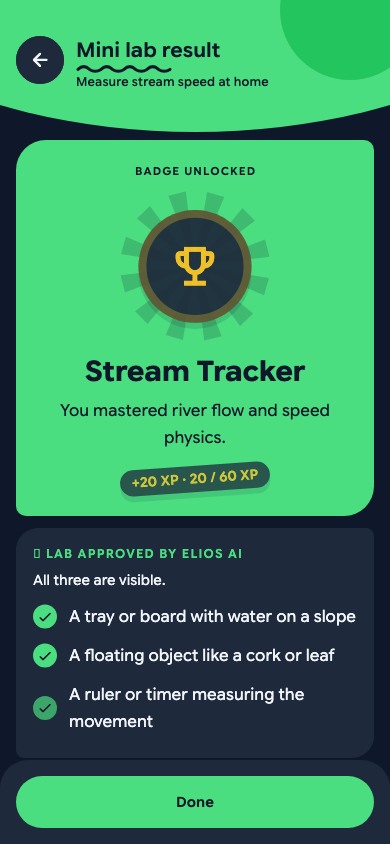 Mini lab result
Measure stream speed at home
BADGE UNLOCKED
Stream Tracker
You mastered river flow and speed
physics.
+20 XP · 20 / 60 XP
LAB APPROVED BY ELIOS AI
All three are visible.
A tray or board with water on a slope
A floating object like a cork or leaf
A ruler or timer measuring the
movement
Done